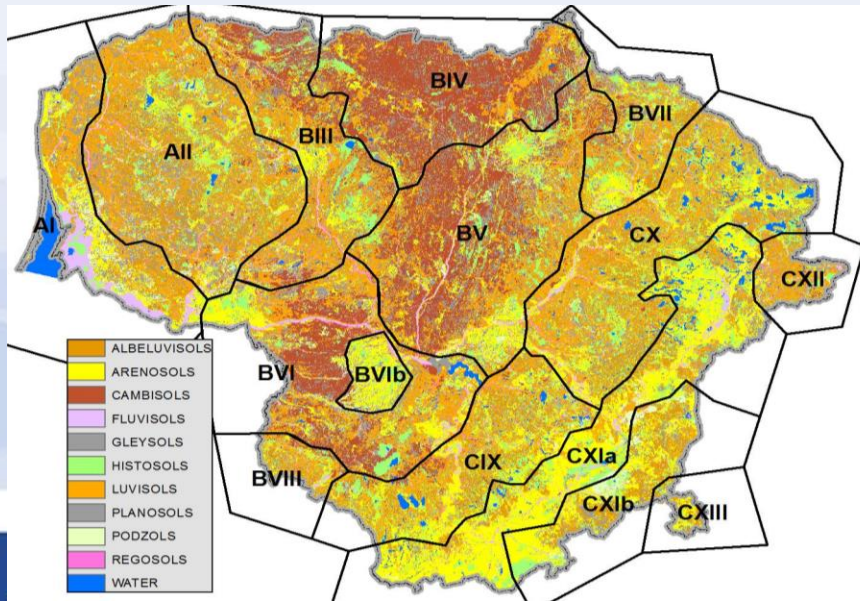 BIV
BVII
BIII
AII
AI
BV
CX
CXII
BVI
BVIb
CIX
CXIa
BVIII
CXIb
CXIII
ALBELUVISOLS
ARENOSOLS
CAMBISOLS
FLUVISOLS
GLEYSOLS
HISTOSOLS
LUVISOLS
PLANOSOLS
PODZOLS
REGOSOLS
WATER